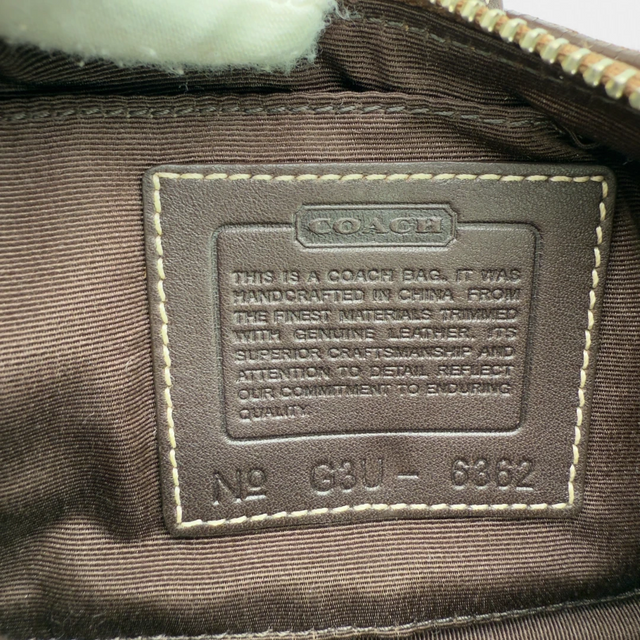 COACH
THIS IS A COACH BAG. IT WAS
HANDCRAFTED IN CHINA FROM
THE FINEST MATERIALS TRIMMED
WITH GENUINE LEATHER. ITS
SUPERIOR CRAFTSMANSHIP AND
ATTENTION TO DETAIL REFLECT
OUR COMMITMENT TO ENDURING
QUALITY.
Nº G3U - 6362